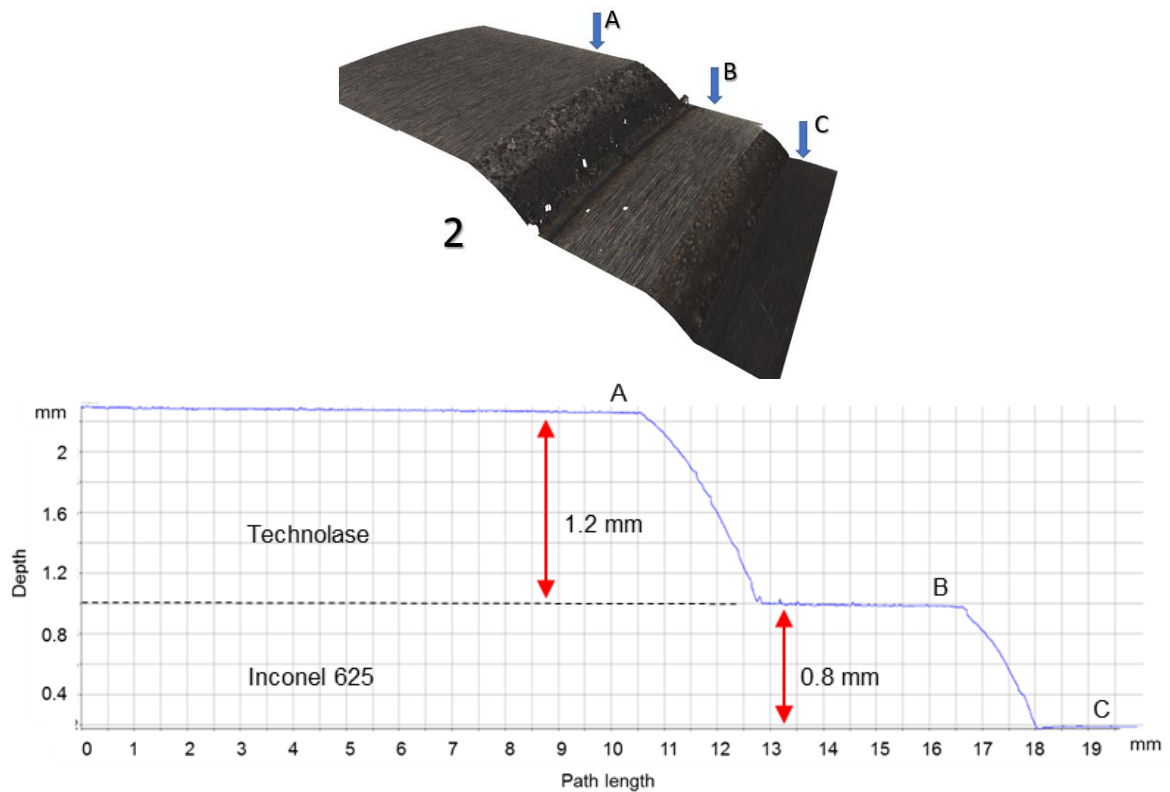 A
B
C
2
mm
A
2
1.6
1.2 mm
Technolase
1.2
Depth
B
0.8
Inconel 625
0.8 mm
0.4
C
0 1 2 3 4 5 6 7 8 9 10 11 12 13 14 15 16 17 18 19 mm
Path length